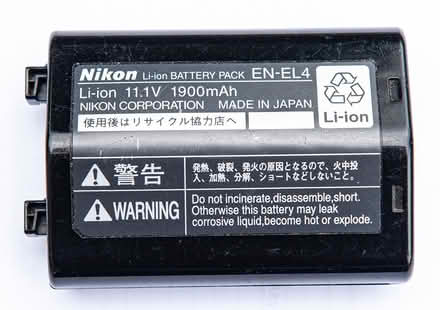 Nikon Li-ion BATTERY PACK EN-EL4
Li-ion 11.1V 1900mAh
NIKON CORPORATION MADE IN JAPAN
使用後はリサイクル協力店へ
Li-ion
警告
発熱、破裂、発火の原因となるので、火中投
入、加熱、分解、ショートなどしないこと。
WARNING
Do not incinerate,disassemble,short.
Otherwise this battery may leak
corrosive liquid,become hot or explode.